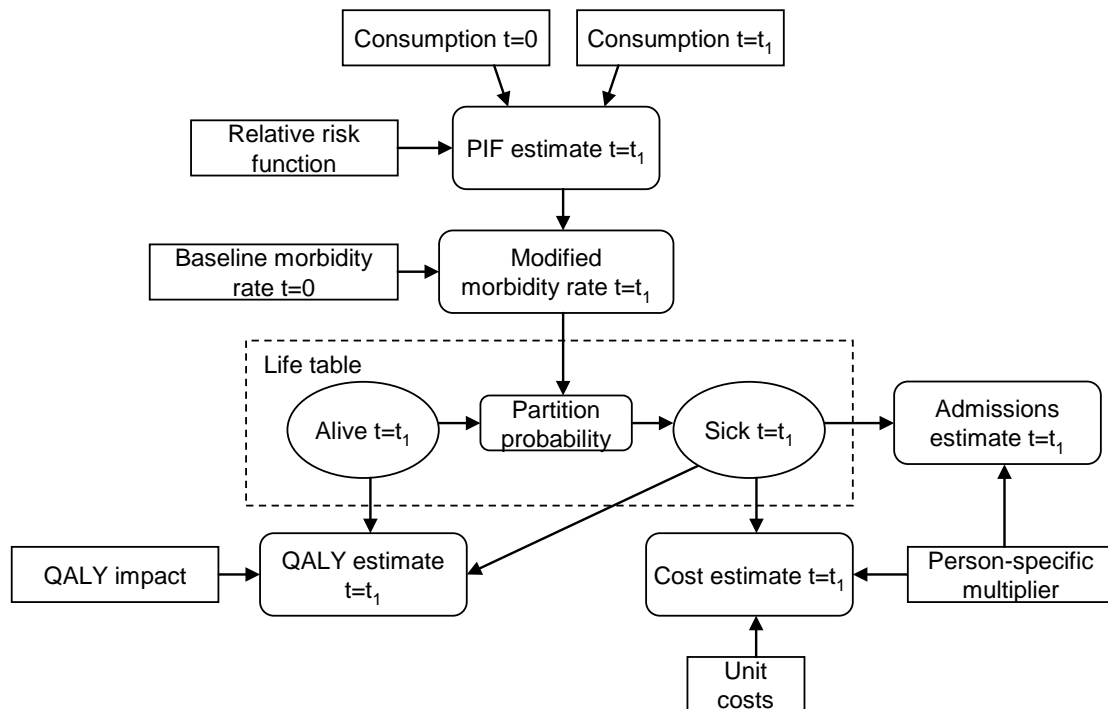 Consumption t=0
Consumption t=t₁
Relative risk
function
PIF estimate t=t₁
Baseline morbidity
rate t=0
Modified
morbidity rate t=t₁
Life table
Alive t=t₁
Partition
probability
Sick t=t₁
Admissions
estimate t=t₁
QALY impact
QALY estimate
t=t₁
Cost estimate t=t₁
Person-specific
multiplier
Unit
costs